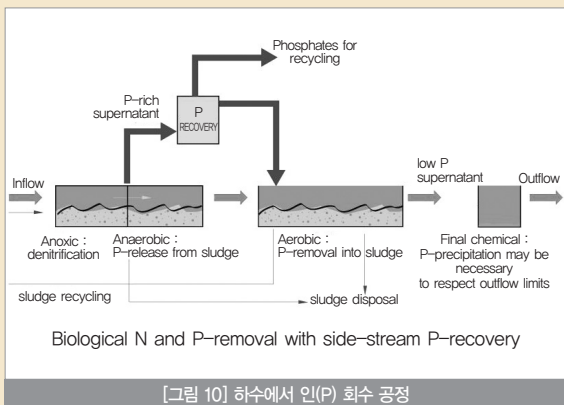 Phosphates for
recycling
P-rich
supernatant
P
RECOVERY
Inflow
low P
supernatant
Outflow
Anoxic :
denitrification
Anaerobic :
P-release from sludge
Aerobic :
P-removal into sludge
Final chemical :
P-precipitation may be
necessary
to respect outflow limits
sludge recycling
sludge disposal
Biological N and P-removal with side-stream P-recovery
[그림 10] 하수에서 인(P) 회수 공정